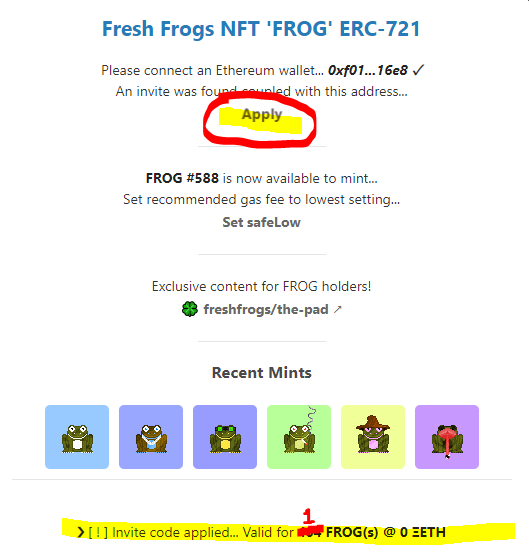 Fresh Frogs NFT 'FROG' ERC-721
Please connect an Ethereum wallet... 0xf01...16e8 ✓
An invite was found coupled with this address...
Apply
FROG #588 is now available to mint...
Set recommended gas fee to lowest setting...
Set safeLow
Exclusive content for FROG holders!
🍀 freshfrogs/the-pad ↗
Recent Mints
1
❯ [ ! ] Invite code applied... Valid for FROG(s) @ 0 ΞETH